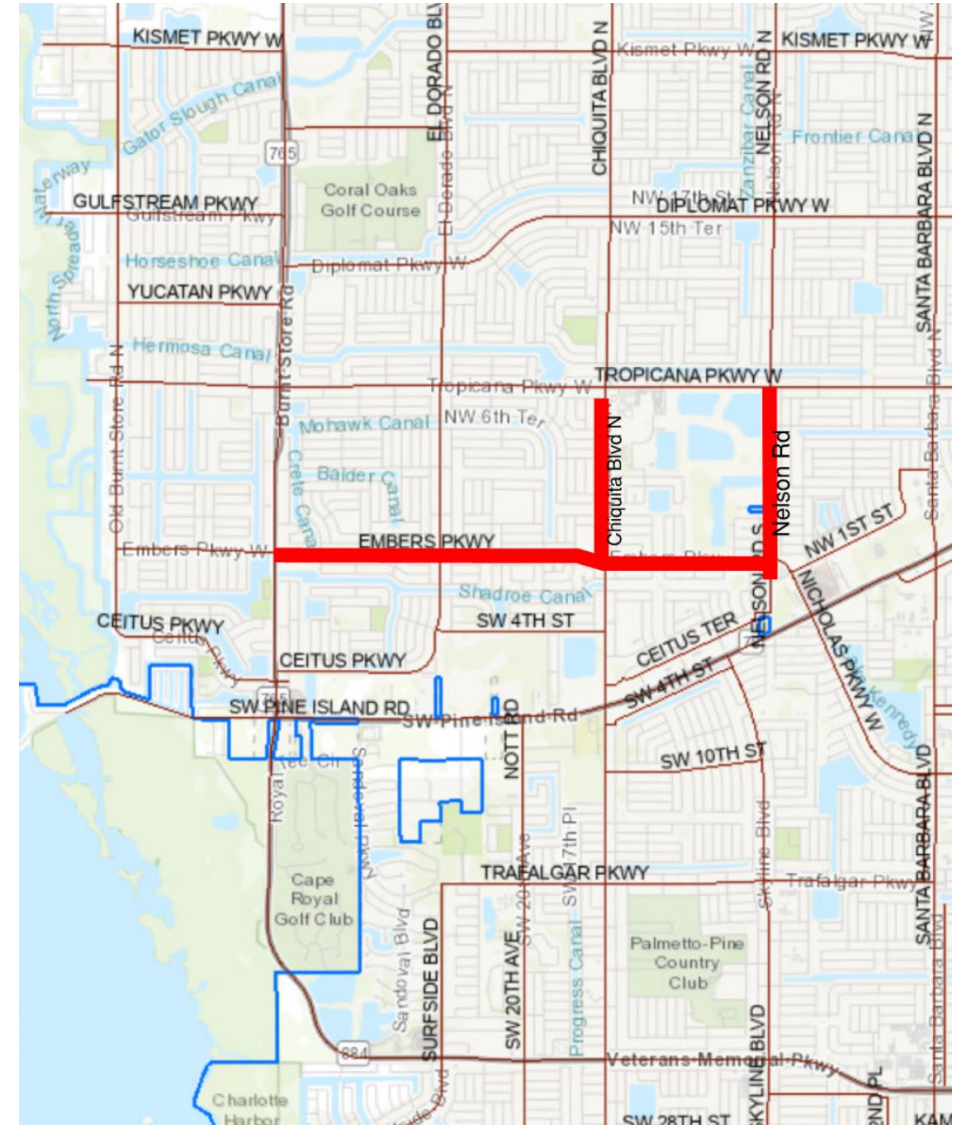 KISMET PKWY W
EL DORADO BLV
CHIQUITA BLVD N
Kismet Pkwy W
NELSON RD N
KISMET PKWY W
Gator Slough Canal
Zanzibar Canal
Nelson Rd N
Frontier Canal
765
El Dorado Blvd N
SANTA BARBARA BLVD N
Coral Oaks
Golf Course
GULFSTREAM PKWY
Gulfstream Pkwy
NW 17th St
DIPLOMAT PKWY W
NW 15th Ter
North Spreader
Horseshoe Canal
Diplomat Pkwy W
YUCATAN PKWY
Burnt Store Rd
Hermosa Canal
Santa Barbara Blvd N
Old Burnt Store Rd N
Tropicana Pkwy W
TROPICANA PKWY W
Mohawk Canal
NW 6th Ter
Chiquita Blvd N
Nelson Rd
Crete Canal
Balder Canal
EMBERS PKWY
Embers Pkwy W
NW 1ST ST
Shadroe Canal
NICHOLAS PKWY W
CEITUS PKWY
Ceitus Pkwy
SW 4TH ST
CEITUS TER
CEITUS PKWY
SW 4TH ST
765
SW PINE ISLAND RD
SW Pine Island Rd
NOTT RD
SW 10TH ST
Kennedy
Royal
SANTA BARBARA BLVD
Skyline Blvd
SW 20th Ave
SW 17th Pl
TRAFALGAR PKWY
Trafalgar Pkwy
Cape
Royal
Golf Club
Sandoval Blvd
SURFSIDE BLVD
SW 20TH AVE
Progress Canal
Palmetto-Pine
Country
Club
Santa Barbara Blvd
884
Veterans Memorial Pkwy
SKYLINE BLVD
2ND PL
Charlotte
Harbor
SW 28TH ST
KAM